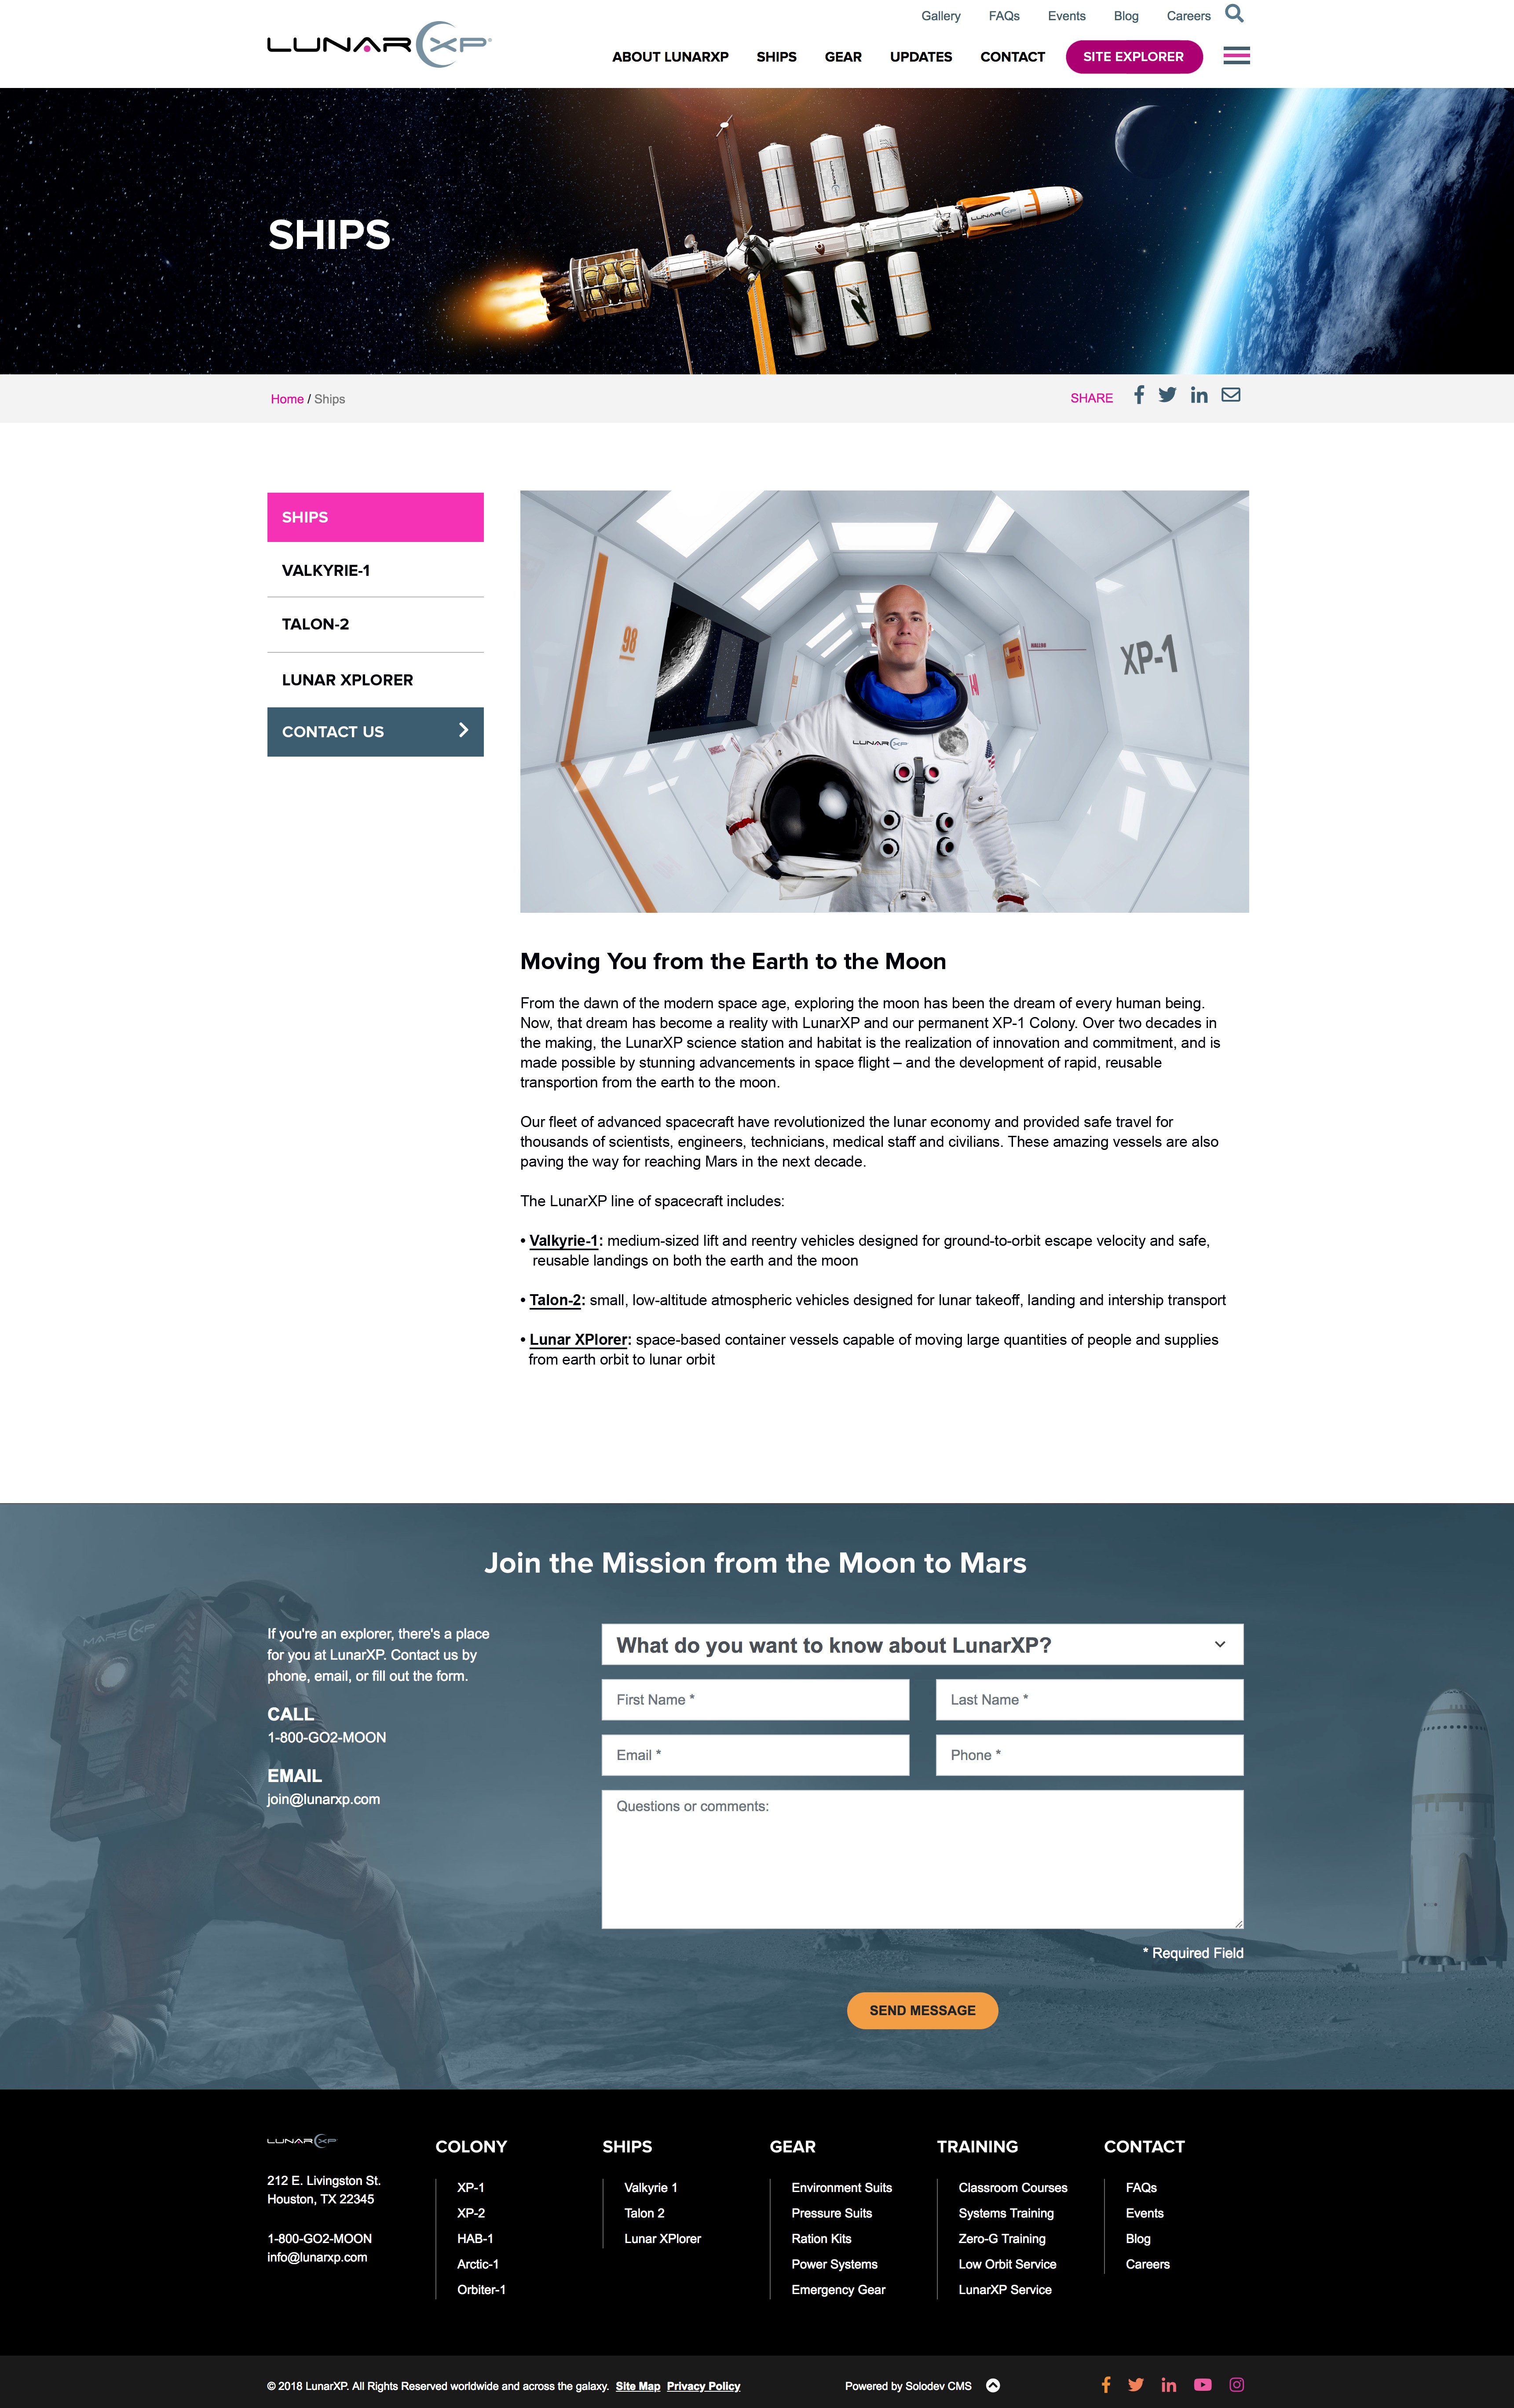 Gallery FAQs Events Blog Careers
LUNAR XP
ABOUT LUNARXP SHIPS GEAR UPDATES CONTACT SITE EXPLORER
LUNAR XP
SHIPS
Home / Ships
SHARE
SHIPS
VALKYRIE-1
TALON-2
LUNAR XPLORER
CONTACT US
98
XP-1
LUNAR XP
Moving You from the Earth to the Moon
From the dawn of the modern space age, exploring the moon has been the dream of every human being.
Now, that dream has become a reality with LunarXP and our permanent XP-1 Colony. Over two decades in
the making, the LunarXP science station and habitat is the realization of innovation and commitment, and is
made possible by stunning advancements in space flight – and the development of rapid, reusable
transportion from the earth to the moon.
Our fleet of advanced spacecraft have revolutionized the lunar economy and provided safe travel for
thousands of scientists, engineers, technicians, medical staff and civilians. These amazing vessels are also
paving the way for reaching Mars in the next decade.
The LunarXP line of spacecraft includes:
• Valkyrie-1: medium-sized lift and reentry vehicles designed for ground-to-orbit escape velocity and safe,
reusable landings on both the earth and the moon
• Talon-2: small, low-altitude atmospheric vehicles designed for lunar takeoff, landing and intership transport
• Lunar XPlorer: space-based container vessels capable of moving large quantities of people and supplies
from earth orbit to lunar orbit
Join the Mission from the Moon to Mars
MARS XP
If you're an explorer, there's a place
for you at LunarXP. Contact us by
phone, email, or fill out the form.
CALL
1-800-GO2-MOON
EMAIL
join@lunarxp.com
What do you want to know about LunarXP?
First Name * Last Name *
Email * Phone *
Questions or comments:
* Required Field
SEND MESSAGE
LUNAR XP
212 E. Livingston St.
Houston, TX 22345
1-800-GO2-MOON
info@lunarxp.com
COLONY
XP-1
XP-2
HAB-1
Arctic-1
Orbiter-1
SHIPS
Valkyrie 1
Talon 2
Lunar XPlorer
GEAR
Environment Suits
Pressure Suits
Ration Kits
Power Systems
Emergency Gear
TRAINING
Classroom Courses
Systems Training
Zero-G Training
Low Orbit Service
LunarXP Service
CONTACT
FAQs
Events
Blog
Careers
© 2018 LunarXP. All Rights Reserved worldwide and across the galaxy. Site Map Privacy Policy
Powered by Solodev CMS